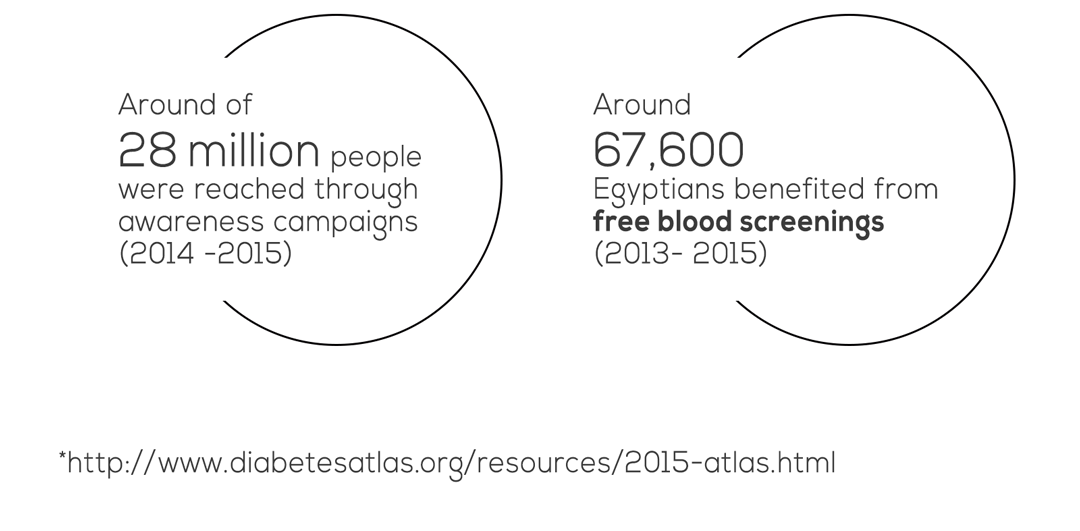 Around of
28 million people
were reached through
awareness campaigns
(2014 -2015)
Around
67,600
Egyptians benefited from
free blood screenings
(2013- 2015)
*http://www.diabetesatlas.org/resources/2015-atlas.html